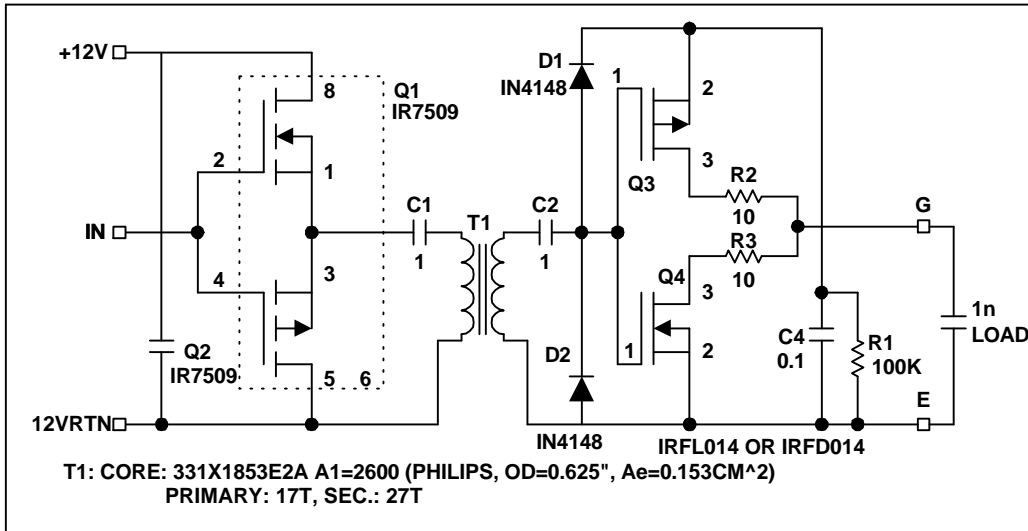 +12V
Q1
IR7509
8
2
1
IN
4
3
Q2
IR7509
5 6
12VRTN
C1
1
T1
C2
1
D1
IN4148
1
2
3
Q3
R2
10
R3
10
Q4
3
1
2
D2
IN4148
IRFL014 OR IRFD014
C4
0.1
R1
100K
G
1n
LOAD
E
T1: CORE: 331X1853E2A A1=2600 (PHILIPS, OD=0.625", Ae=0.153CM^2)
PRIMARY: 17T, SEC.: 27T